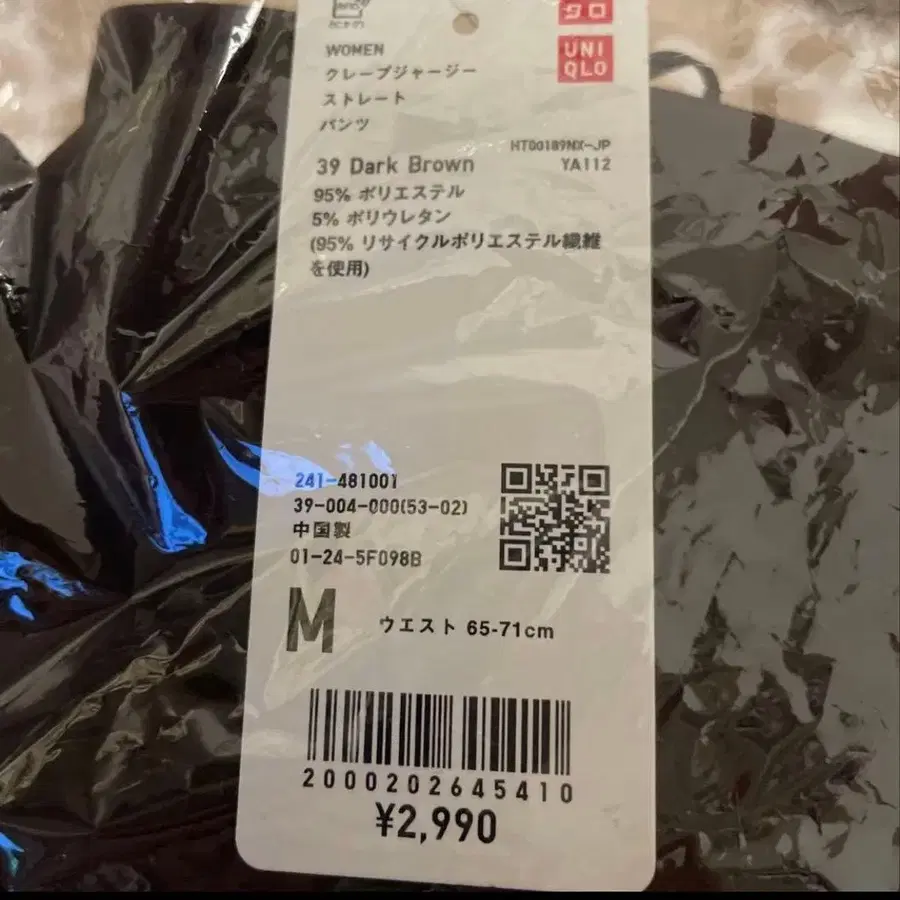 WOMEN
クレープジャージー
ストレート
パンツ
UNI
QLO
HT00189NX-JP
39 Dark Brown
YA112
95% ポリエステル
5% ポリウレタン
(95% リサイクルポリエステル繊維
を使用)
241-481001
39-004-000(53-02)
中国製
01-24-5F098B
M
ウエスト 65-71cm
2000202645410
¥2,990